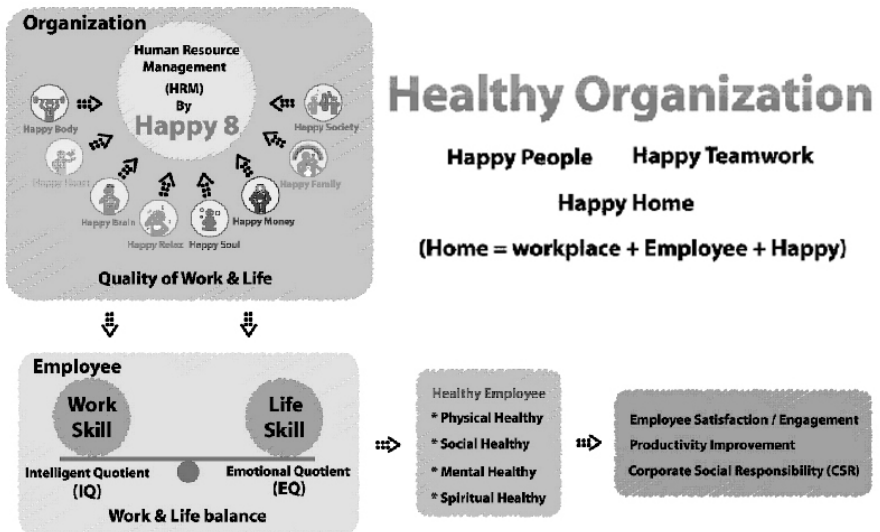 Organization
Human Resource
Management
(HRM)
By
Happy 8
Happy Body
Happy Heart
Happy Brain
Happy Relax
Happy Soul
Happy Money
Happy Family
Happy Society
Quality of Work & Life
Healthy Organization
Happy People
Happy Teamwork
Happy Home
(Home = workplace + Employee + Happy)
Employee
Work
Skill
Life
Skill
Intelligent Quotient
(IQ)
Emotional Quotient
(EQ)
Work & Life balance
Healthy Employee
* Physical Healthy
* Social Healthy
* Mental Healthy
* Spiritual Healthy
Employee Satisfaction / Engagement
Productivity Improvement
Corporate Social Responsibility (CSR)